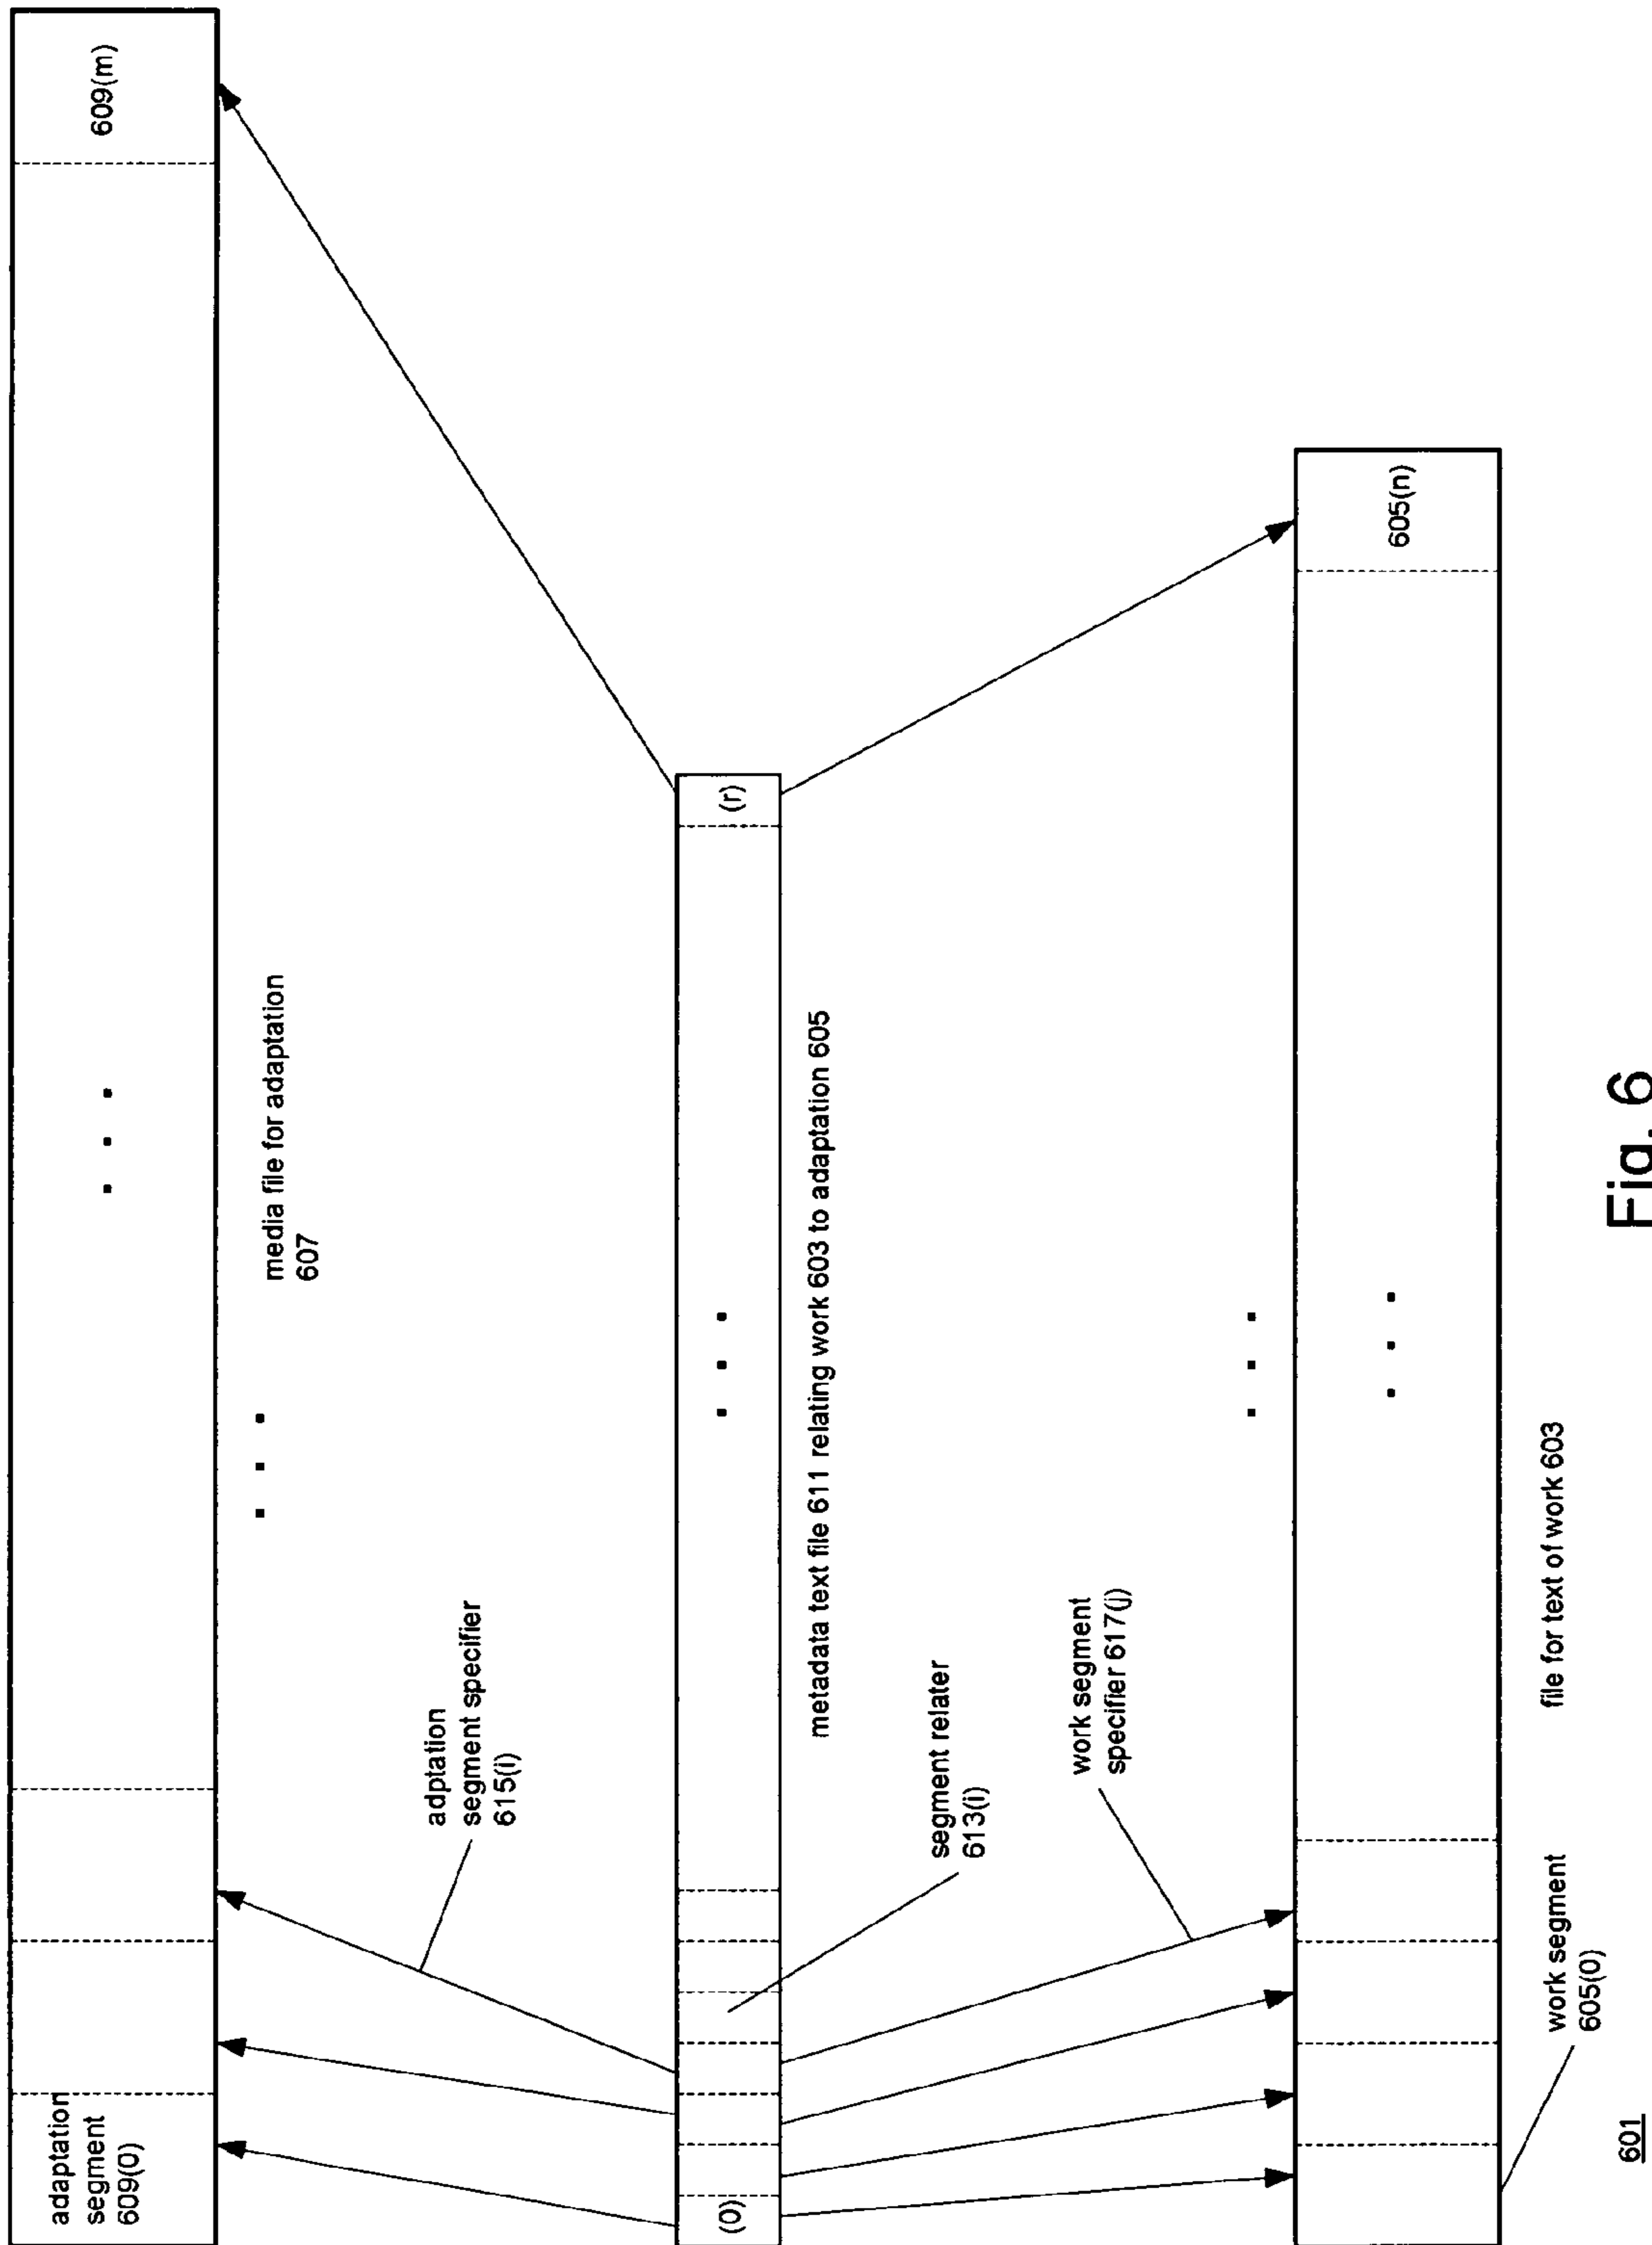 adaptation
segment
609(0)
609(m)
media file for adaptation
607
adptation
segment specifier
615(i)
(0)
(r)
metadata text file 611 relating work 603 to adaptation 605
segment relater
613(i)
work segment
specifier 617(j)
605(n)
work segment
605(0)
file for text of work 603
601
Fig. 6